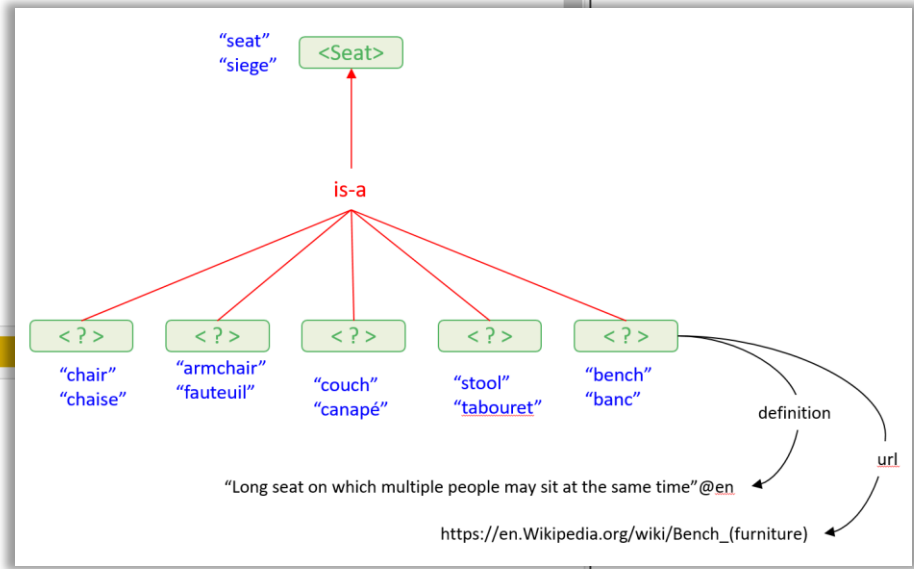 “seat”
“siege”
<Seat>
is-a
< ? >
< ? >
< ? >
< ? >
< ? >
“chair”
“chaise”
“armchair”
“fauteuil”
“couch”
“canapé”
“stool”
“tabouret”
“bench”
“banc”
definition
url
“Long seat on which multiple people may sit at the same time”@en
https://en.Wikipedia.org/wiki/Bench_(furniture)